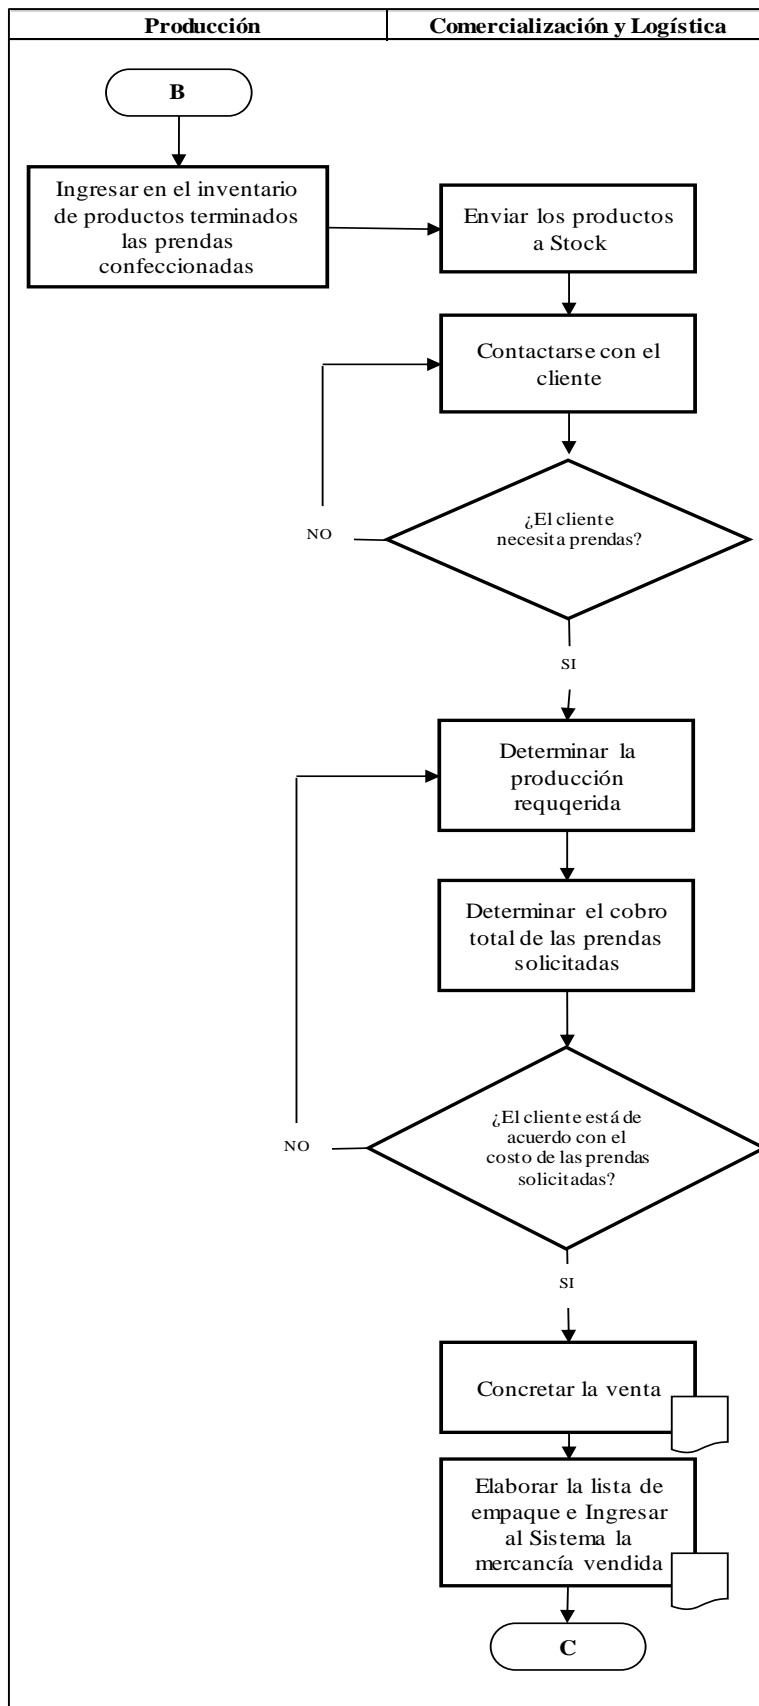 Producción
Comercialización y Logística
B
Ingresar en el inventario
de productos terminados
las prendas
confeccionadas
Enviar los productos
a Stock
Contactarse con el
cliente
¿El cliente
necesita prendas?
NO
SI
Determinar la
producción
requqerida
Determinar el cobro
total de las prendas
solicitadas
¿El cliente está de
acuerdo con el
costo de las prendas
solicitadas?
NO
SI
Concretar la venta
Elaborar la lista de
empaque e Ingresar
al Sistema la
mercancía vendida
C